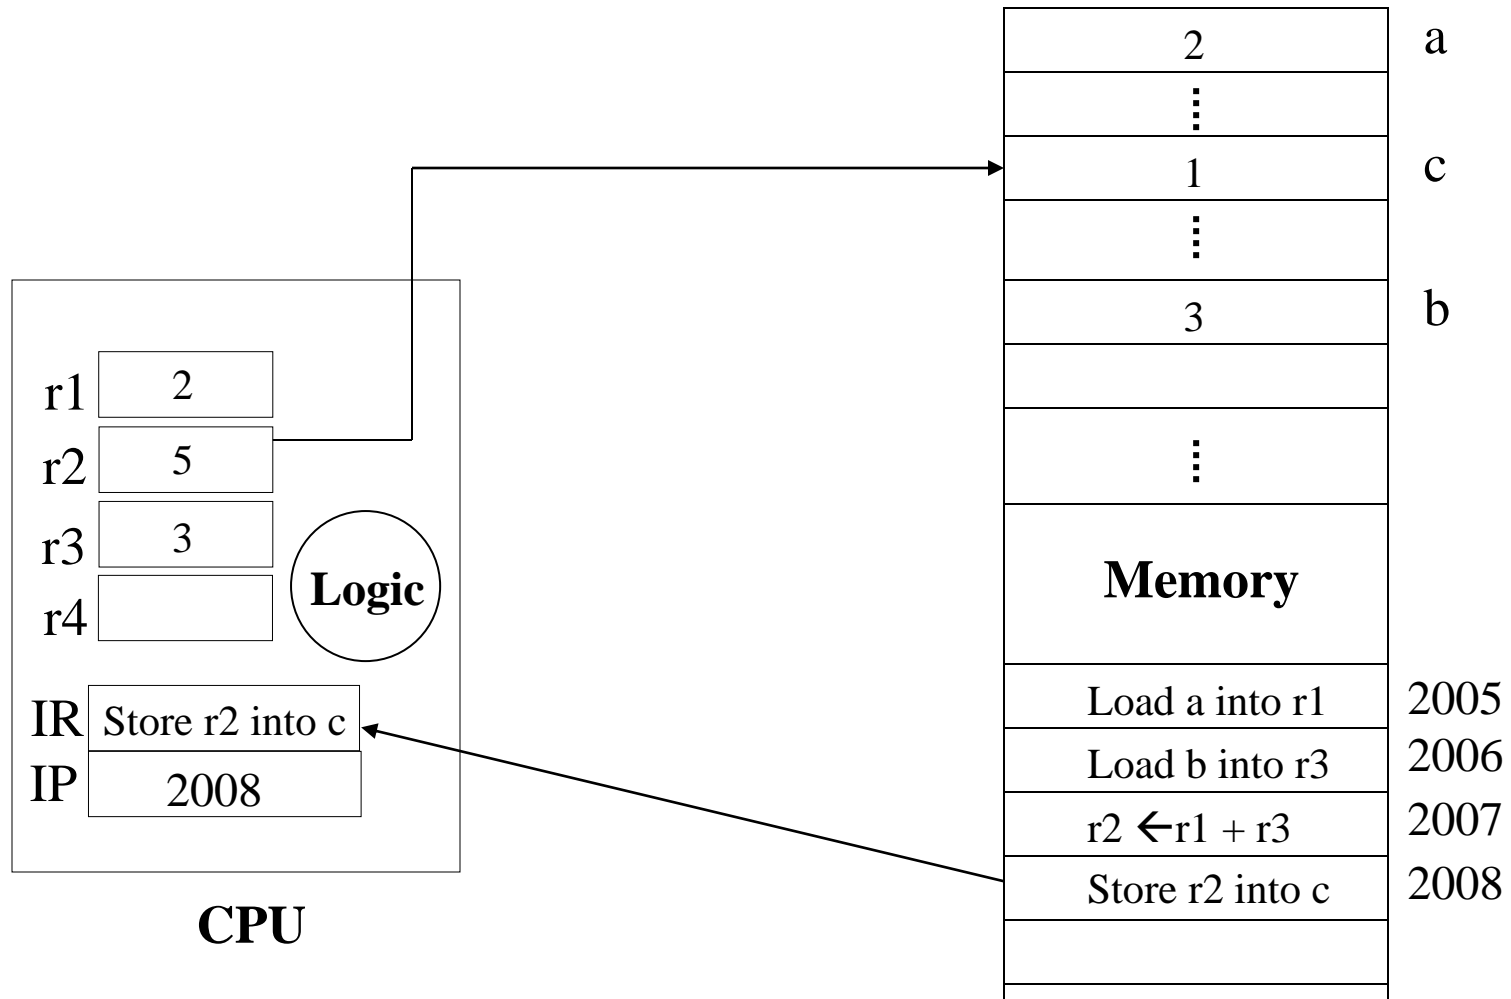 2 a
1 c
3 b
r1 2
r2 5
r3 3
r4
Logic
IR Store r2 into c
IP 2008
CPU
Memory
Load a into r1 2005
Load b into r3 2006
r2 ←r1 + r3 2007
Store r2 into c 2008